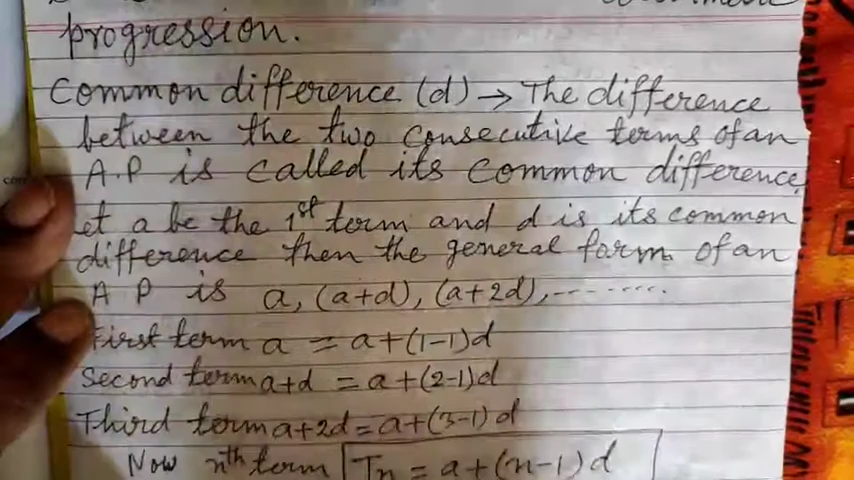 progression.
Common difference (d) → The difference
between the two consecutive terms of an
A.P is called its common difference.
et a be the 1st term and d is its common
difference then the general form of an
A P is a, (a+d), (a+2d), ..........
First term a = a+(1-1)d
Second term a+d = a+(2-1)d
Third term a+2d = a+(3-1)d
Now nth term Tn = a+(n-1)d